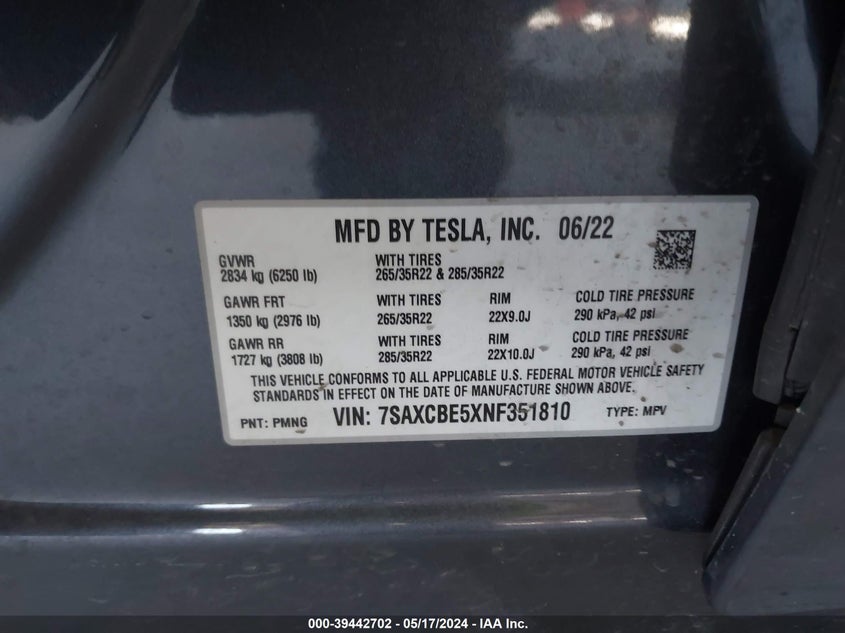 MFD BY TESLA, INC. 06/22
GVWR WITH TIRES
2834 kg (6250 lb) 265/35R22 & 285/35R22
GAWR FRT WITH TIRES RIM COLD TIRE PRESSURE
1350 kg (2976 lb) 265/35R22 22X9.0J 290 kPa, 42 psi
GAWR RR WITH TIRES RIM COLD TIRE PRESSURE
1727 kg (3808 lb) 285/35R22 22X10.0J 290 kPa, 42 psi
THIS VEHICLE CONFORMS TO ALL APPLICABLE U.S. FEDERAL MOTOR VEHICLE SAFETY
STANDARDS IN EFFECT ON THE DATE OF MANUFACTURE SHOWN ABOVE.
PNT: PMNG VIN: 7SAXCBE5XNF351810 TYPE: MPV
000-39442702 - 05/17/2024 - IAA Inc.